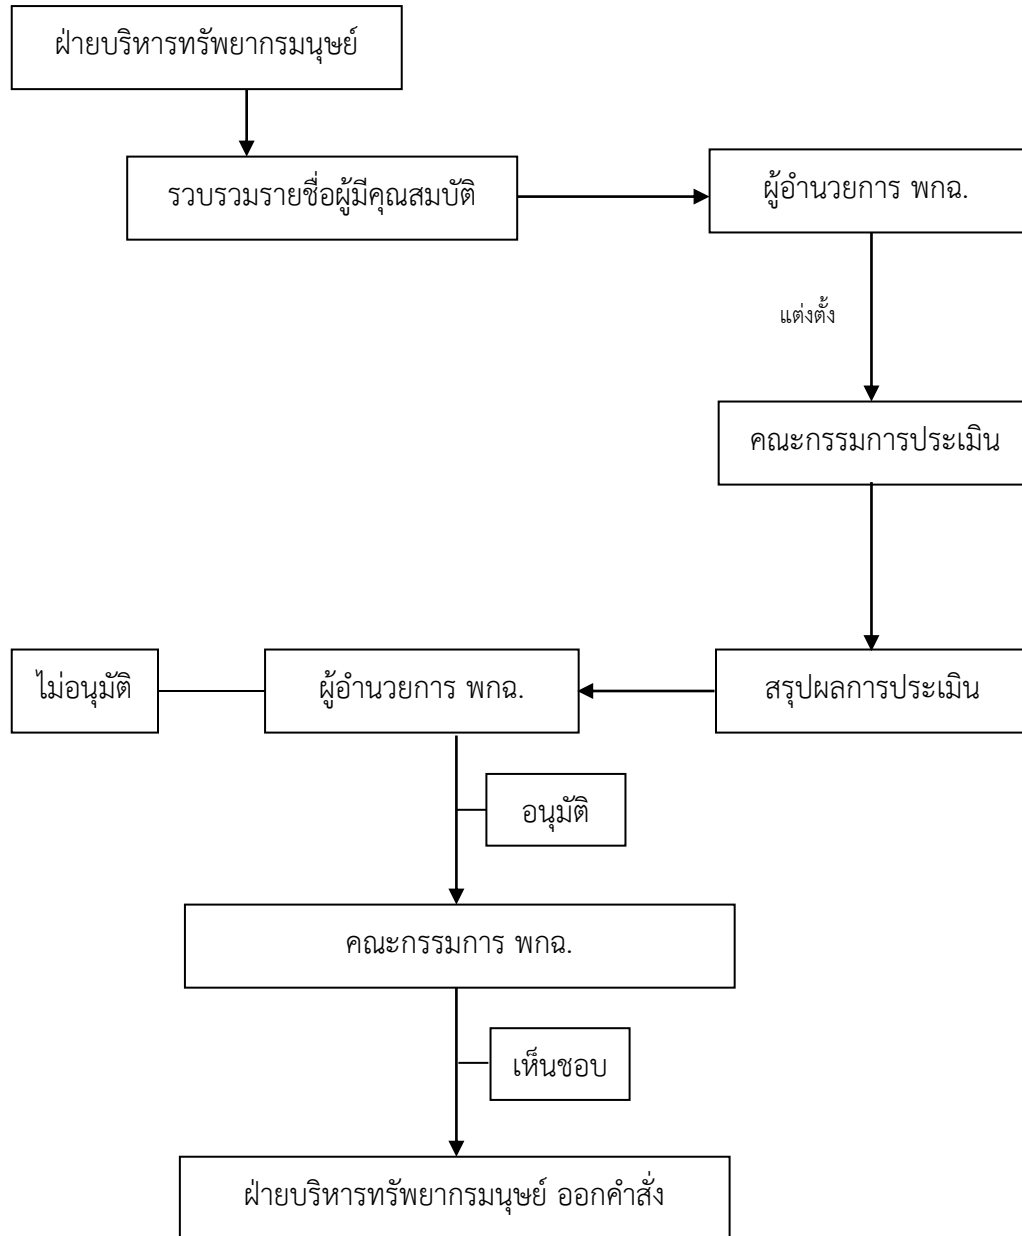 ฝ่ายบริหารทรัพยากรมนุษย์
รวบรวมรายชื่อผู้มีคุณสมบัติ
ผู้อำนวยการ พกฉ.
แต่งตั้ง
คณะกรรมการประเมิน
สรุปผลการประเมิน
ผู้อำนวยการ พกฉ.
ไม่อนุมัติ
อนุมัติ
คณะกรรมการ พกฉ.
เห็นชอบ
ฝ่ายบริหารทรัพยากรมนุษย์ ออกคำสั่ง